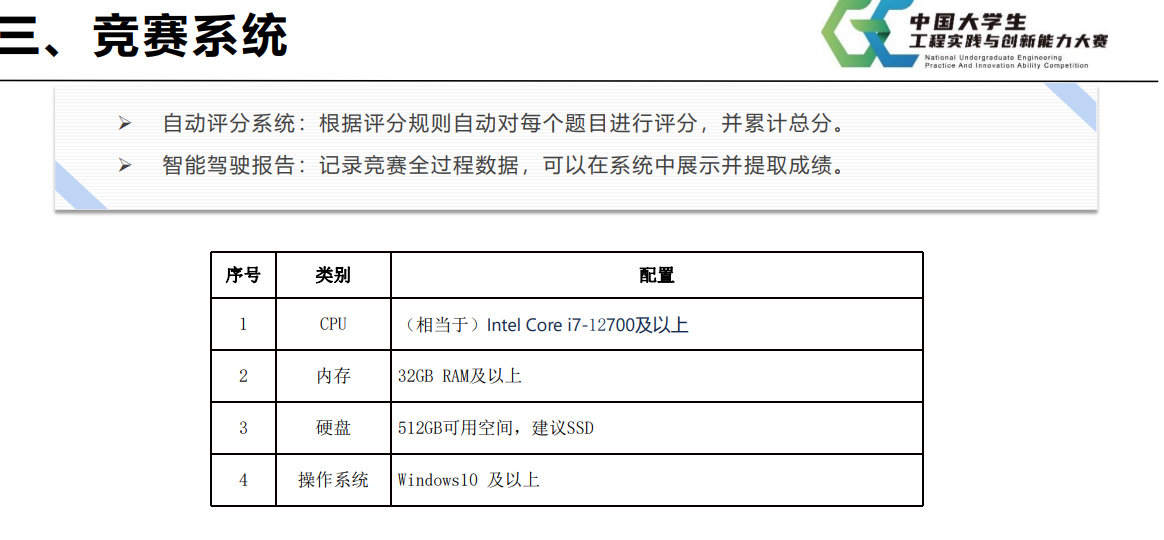 三、竞赛系统
中国大学生
工程实践与创新能力大赛
National Undergraduate Engineering
Practice And Innovation Ability Competition
➢ 自动评分系统：根据评分规则自动对每个题目进行评分，并累计总分。
➢ 智能驾驶报告：记录竞赛全过程数据，可以在系统中展示并提取成绩。
序号 类别 配置
1 CPU （相当于）Intel Core i7-12700及以上
2 内存 32GB RAM及以上
3 硬盘 512GB可用空间，建议SSD
4 操作系统 Windows10 及以上